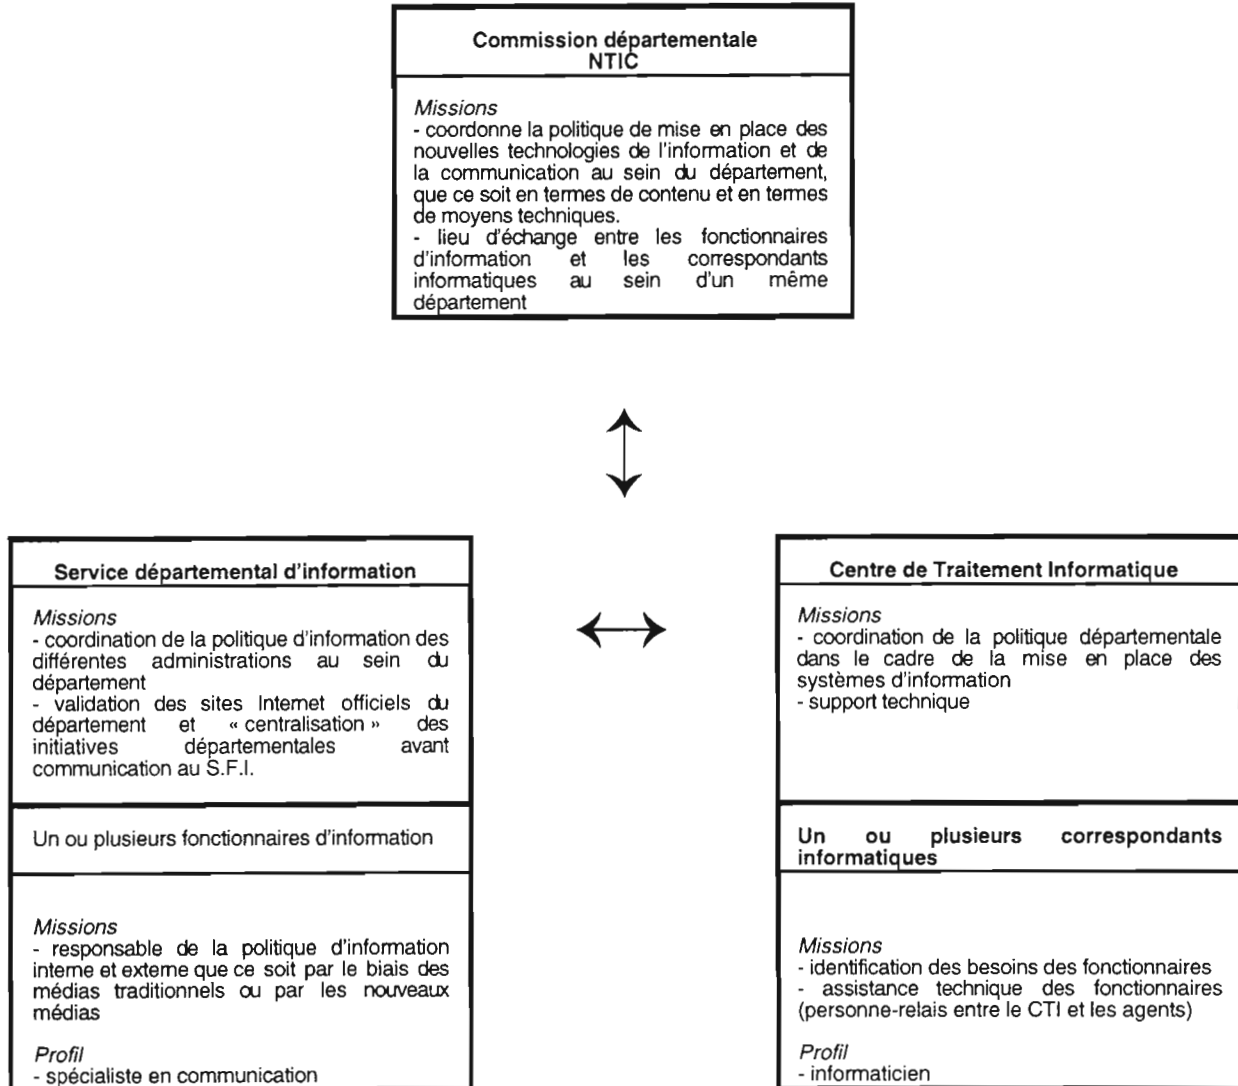 Commission départementale
NTIC
Missions
- coordonne la politique de mise en place des
nouvelles technologies de l'information et de
la communication au sein du département,
que ce soit en termes de contenu et en termes
de moyens techniques.
- lieu d'échange entre les fonctionnaires
d'information et les correspondants
informatiques au sein d'un même
département
Service départemental d'information
Missions
- coordination de la politique d'information des
différentes administrations au sein du
département
- validation des sites Internet officiels du
département et « centralisation » des
initiatives départementales avant
communication au S.F.I.
Un ou plusieurs fonctionnaires d'information
Missions
- responsable de la politique d'information
interne et externe que ce soit par le biais des
médias traditionnels ou par les nouveaux
médias
Profil
- spécialiste en communication
Centre de Traitement Informatique
Missions
- coordination de la politique départementale
dans le cadre de la mise en place des
systèmes d'information
- support technique
Un ou plusieurs correspondants
informatiques
Missions
- identification des besoins des fonctionnaires
- assistance technique des fonctionnaires
(personne-relais entre le CTI et les agents)
Profil
- informaticien